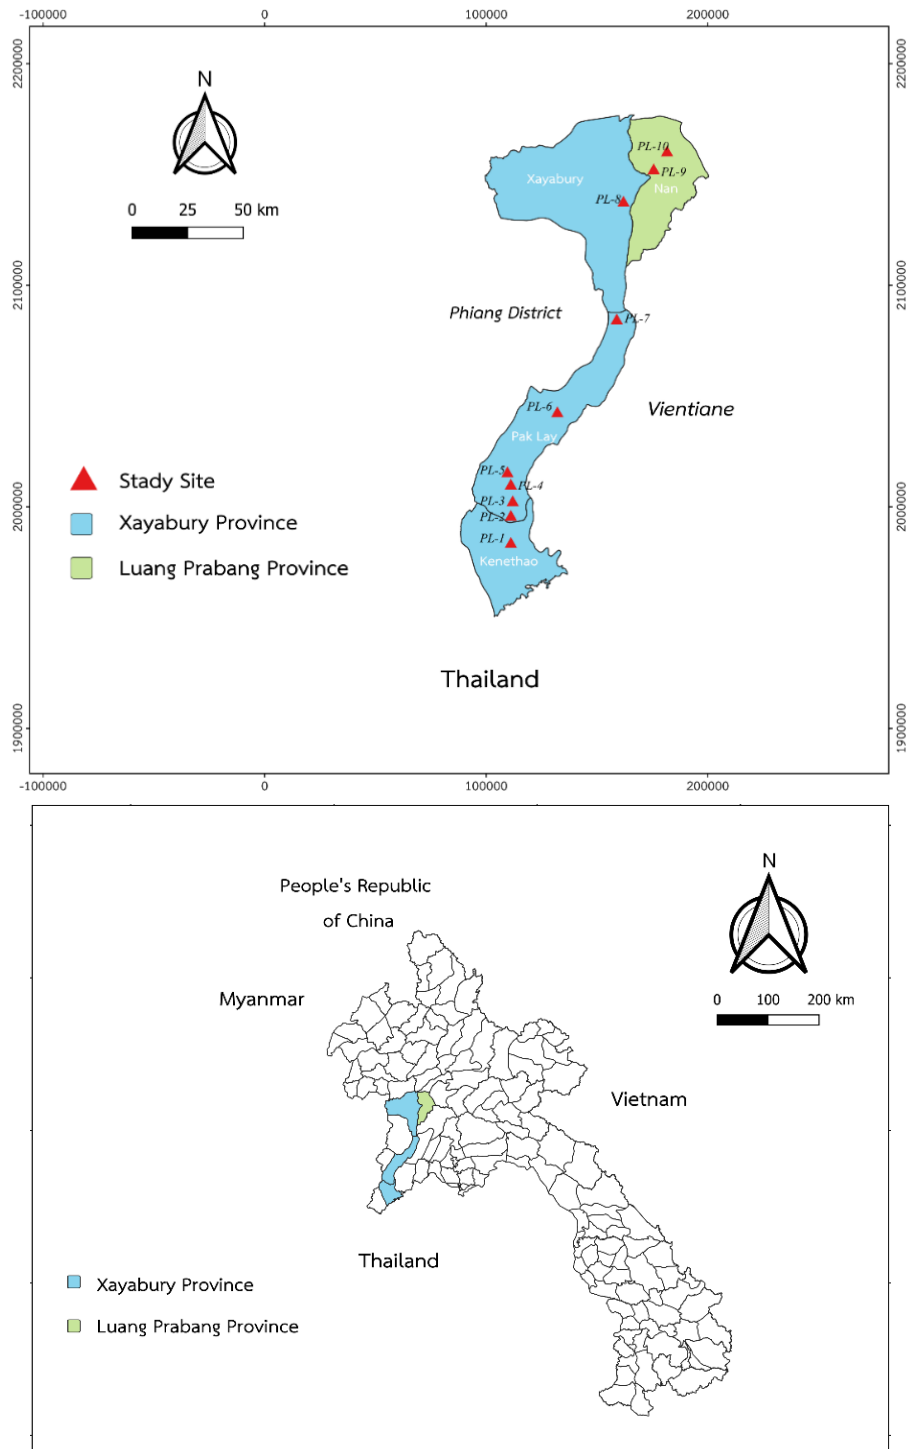 -100000
0
100000
200000
2200000
2200000
N
0 25 50 km
PL-10
PL-9
Xayabury
Nan
PL-8
2100000
2100000
Phiang District
PL-7
PL-6
Vientiane
Pak Lay
PL-5
Stady Site
PL-4
PL-3
2000000
2000000
PL-2
Xayabury Province
PL-1
Kenethao
Luang Prabang Province
Thailand
1900000
1900000
-100000
0
100000
200000
N
People's Republic
of China
Myanmar
0 100 200 km
Vietnam
Thailand
Xayabury Province
Luang Prabang Province